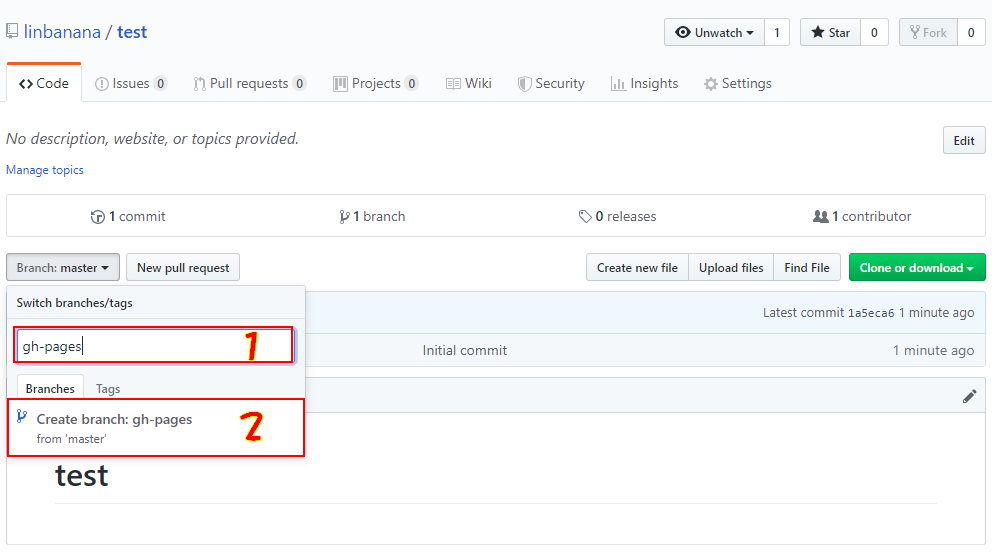 linbanana / test
Unwatch 1 Star 0 Fork 0
Code Issues 0 Pull requests 0 Projects 0 Wiki Security Insights Settings
No description, website, or topics provided.
Edit
Manage topics
1 commit 1 branch 0 releases 1 contributor
Branch: master New pull request Create new file Upload files Find File Clone or download
Switch branches/tags
Latest commit 1a5eca6 1 minute ago
gh-pages 1
Initial commit 1 minute ago
Branches Tags
Create branch: gh-pages 2
from 'master'
test